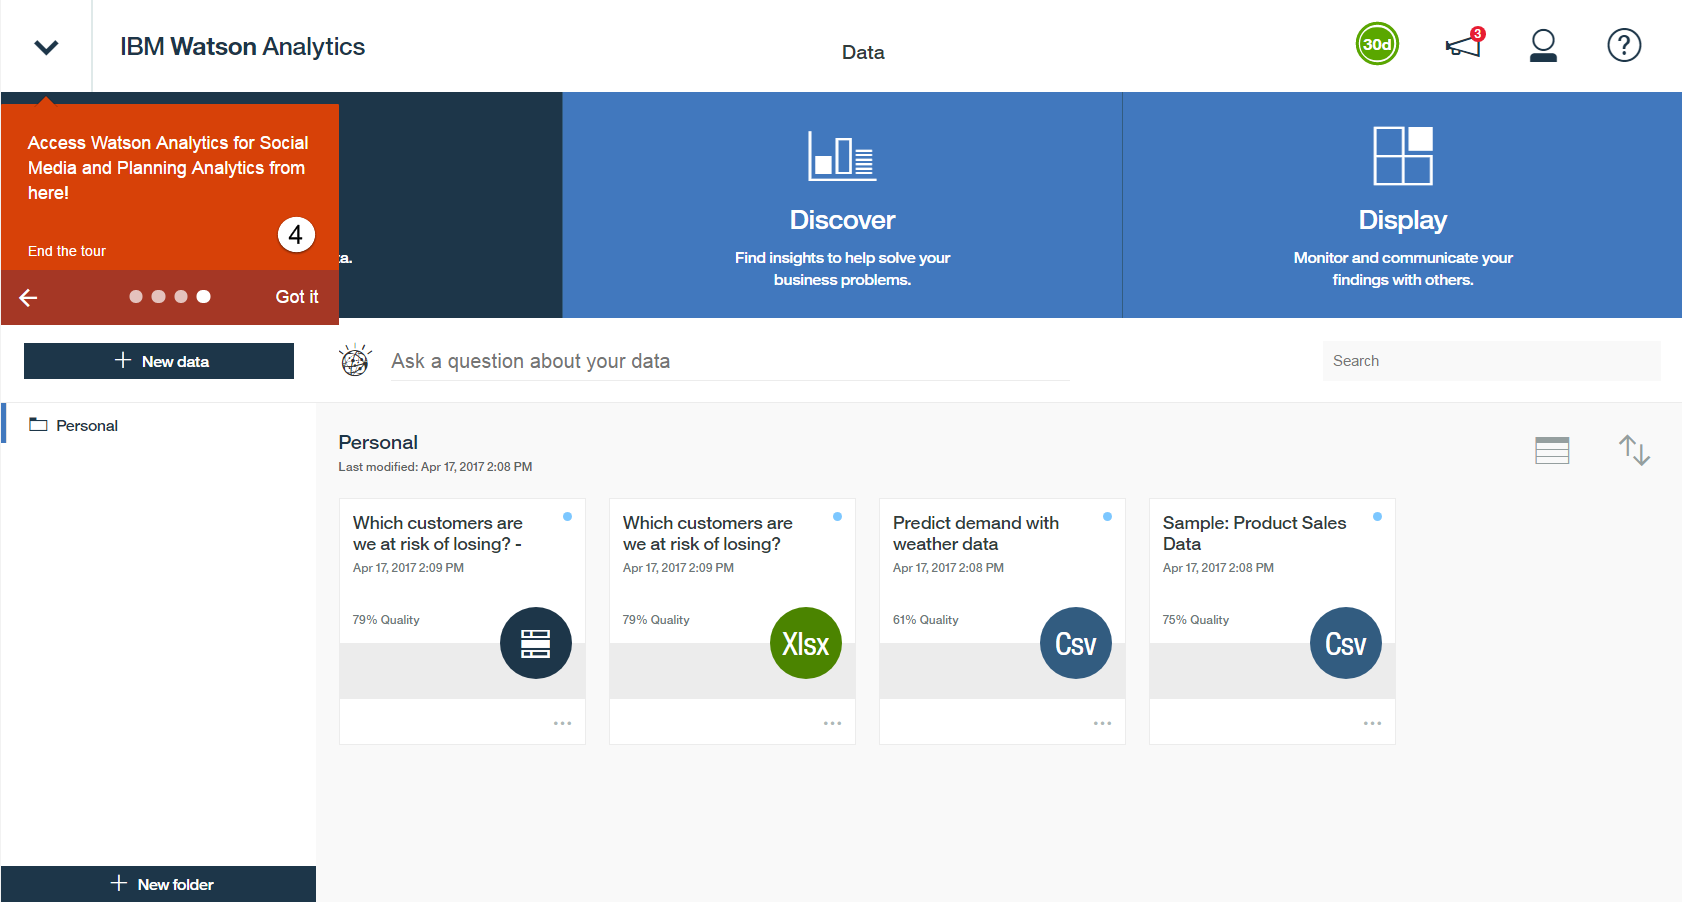 IBM Watson Analytics
Data
30d
3
?
Access Watson Analytics for Social
Media and Planning Analytics from
here!
4
End the tour
Got it
ta.
Discover
Find insights to help solve your
business problems.
Display
Monitor and communicate your
findings with others.
+ New data
Ask a question about your data
Search
Personal
Personal
Last modified: Apr 17, 2017 2:08 PM
Which customers are
we at risk of losing? -
Apr 17, 2017 2:09 PM
79% Quality
Which customers are
we at risk of losing?
Apr 17, 2017 2:09 PM
79% Quality
Xlsx
Predict demand with
weather data
Apr 17, 2017 2:08 PM
61% Quality
Csv
Sample: Product Sales
Data
Apr 17, 2017 2:08 PM
75% Quality
Csv
+ New folder